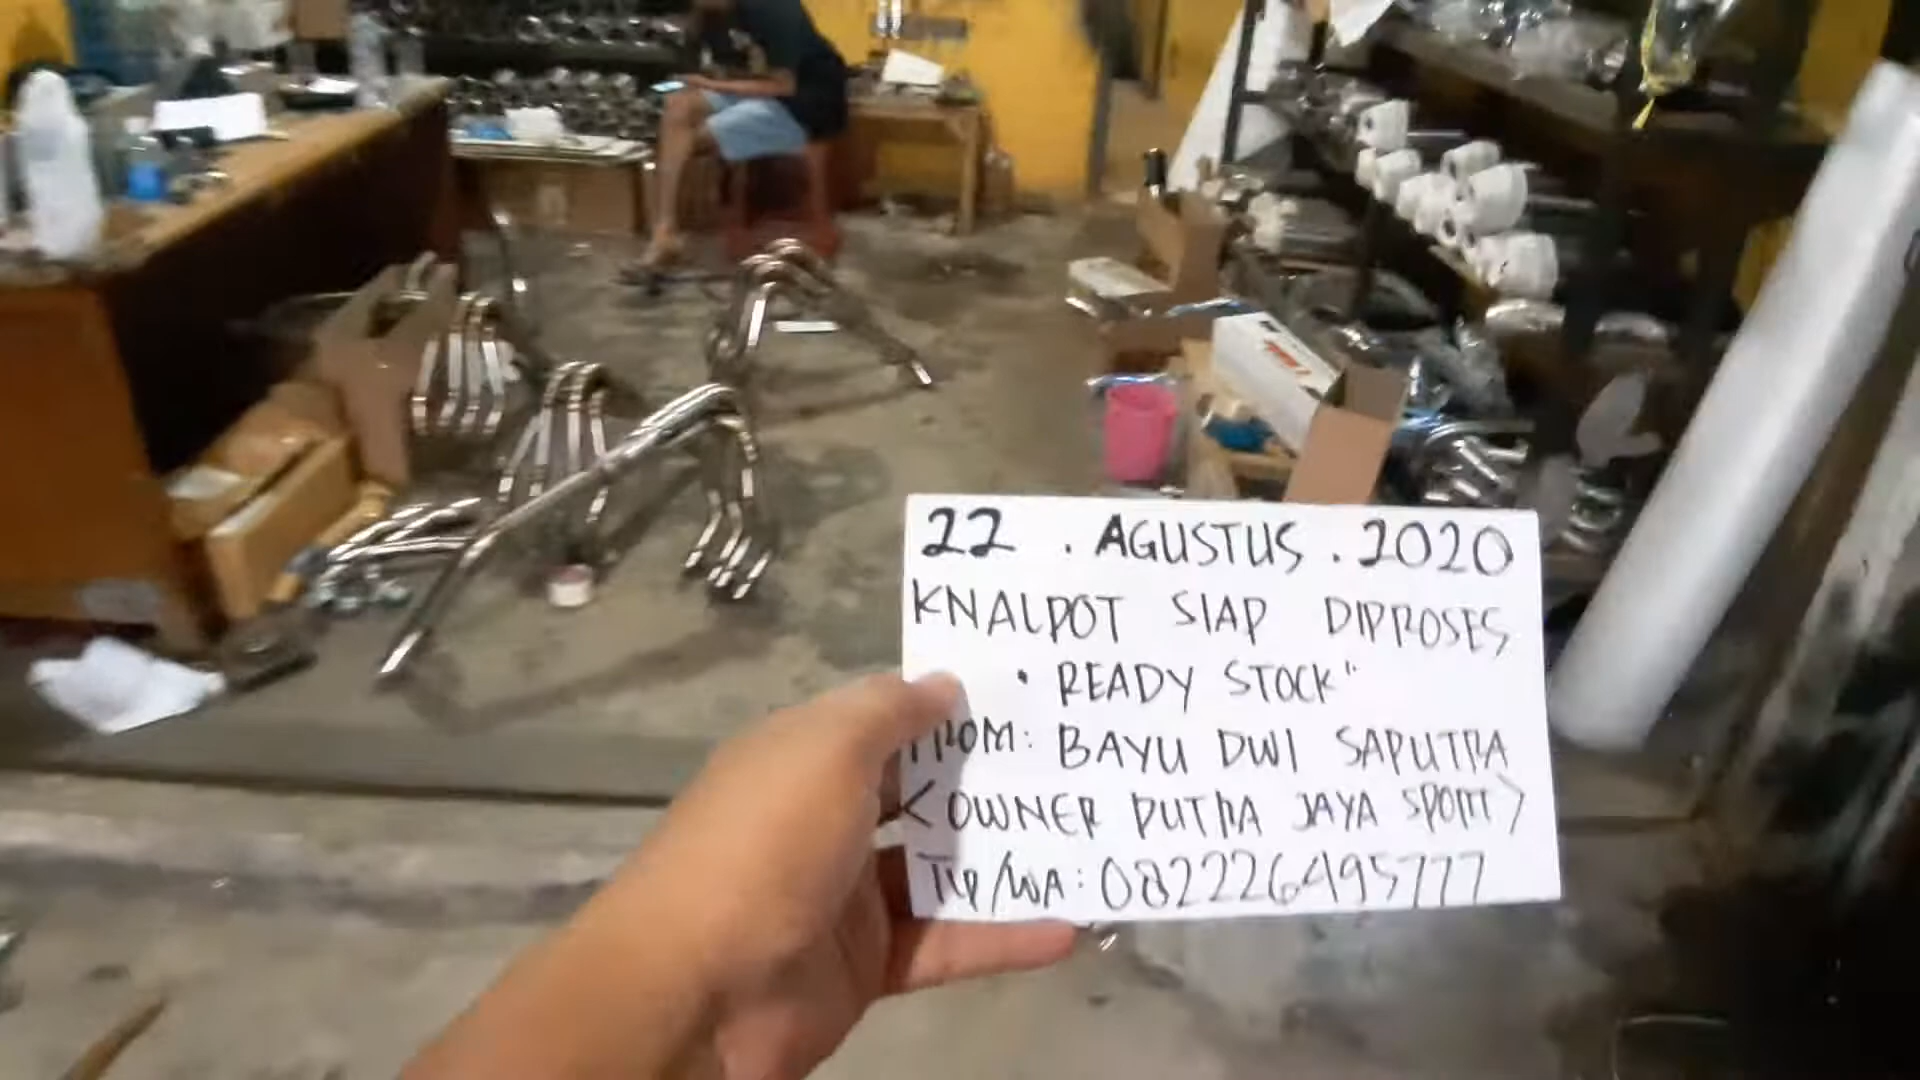 22 . AGUSTUS . 2020
KNALPOT SIAP DIPROSES
• READY STOCK"
FROM: BAYU DWI SAPUTRA
<OWNER PUTRA JAYA SPORT>
TLP/WA: 082226495777